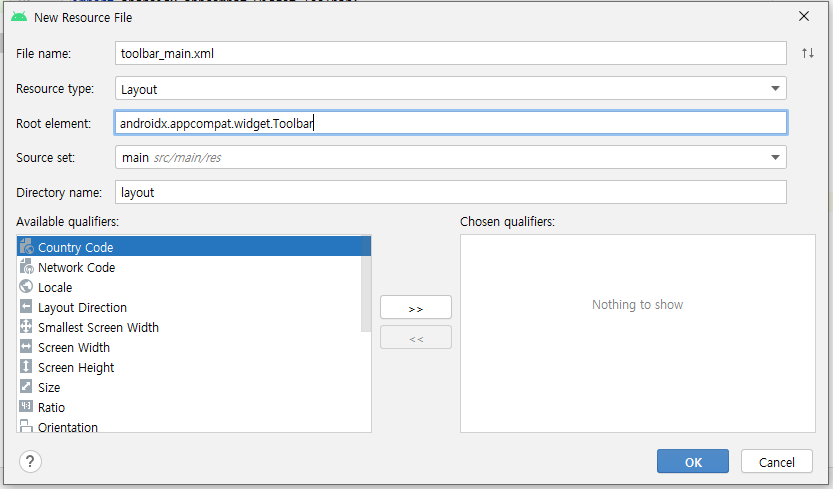 New Resource File
File name: toolbar_main.xml
Resource type: Layout
Root element: androidx.appcompat.widget.Toolbar
Source set: main src/main/res
Directory name: layout
Available qualifiers:
Chosen qualifiers:
Country Code
Network Code
Locale
Layout Direction
Smallest Screen Width
Screen Width
Screen Height
Size
Ratio
Orientation
>>
<<
Nothing to show
?
OK
Cancel